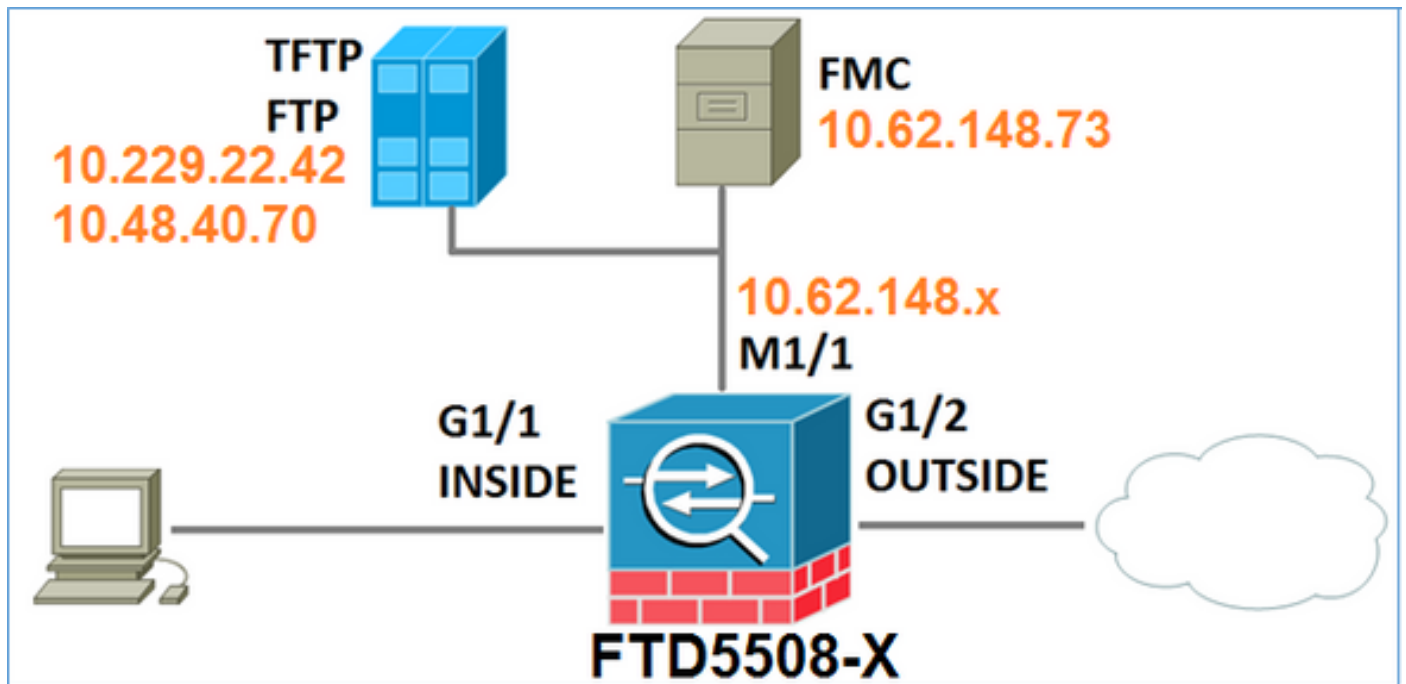 TFTP
FTP
10.229.22.42
10.48.40.70
FMC
10.62.148.73
10.62.148.x
M1/1
G1/1
INSIDE
G1/2
OUTSIDE
FTD5508-X